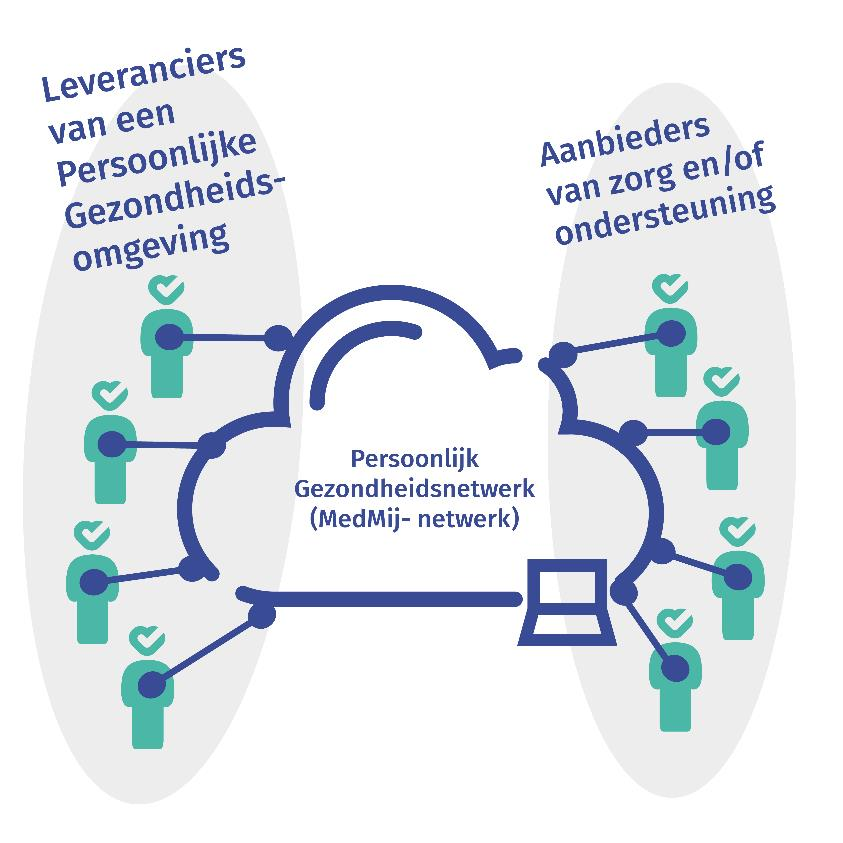 Leveranciers
van een
Persoonlijke
Gezondheids-
omgeving
Aanbieders
van zorg en/of
ondersteuning
Persoonlijk
Gezondheidsnetwerk
(MedMij- netwerk)